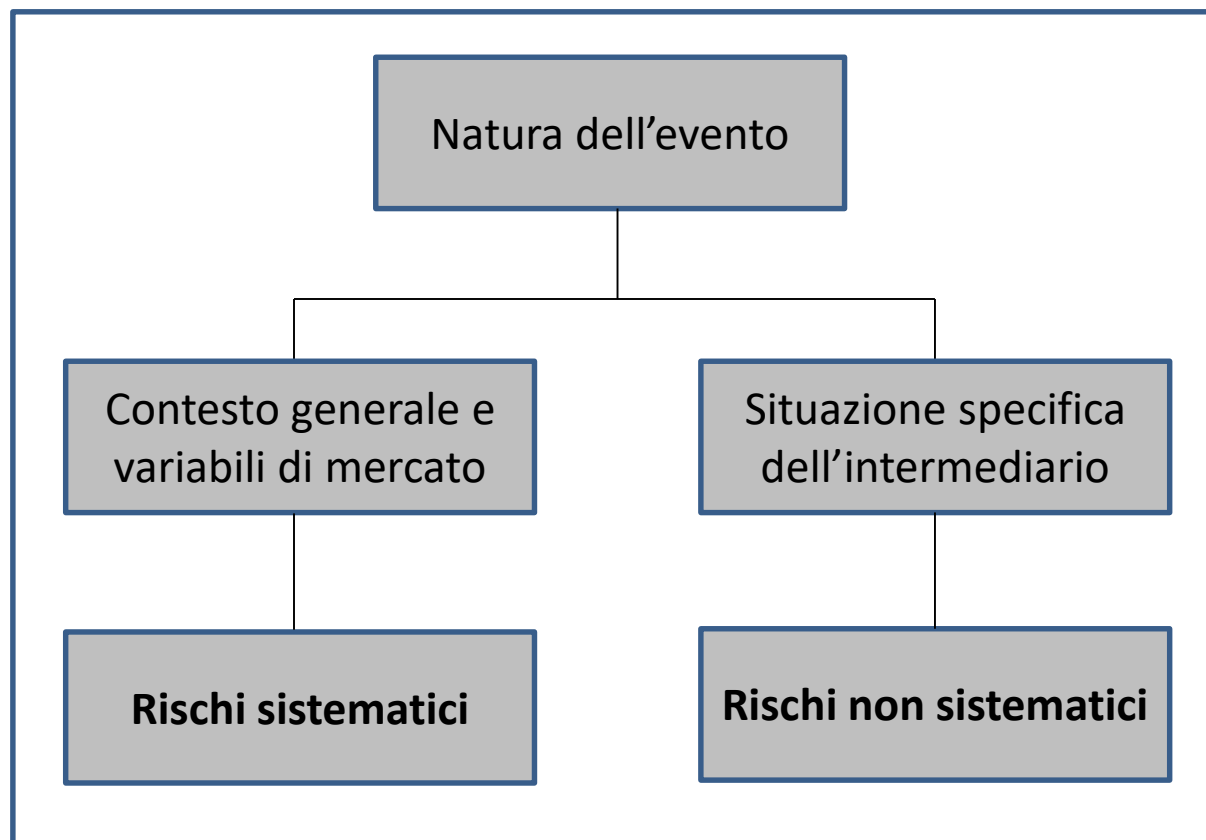 Natura dell’evento
Contesto generale e
variabili di mercato
Situazione specifica
dell’intermediario
Rischi sistematici
Rischi non sistematici